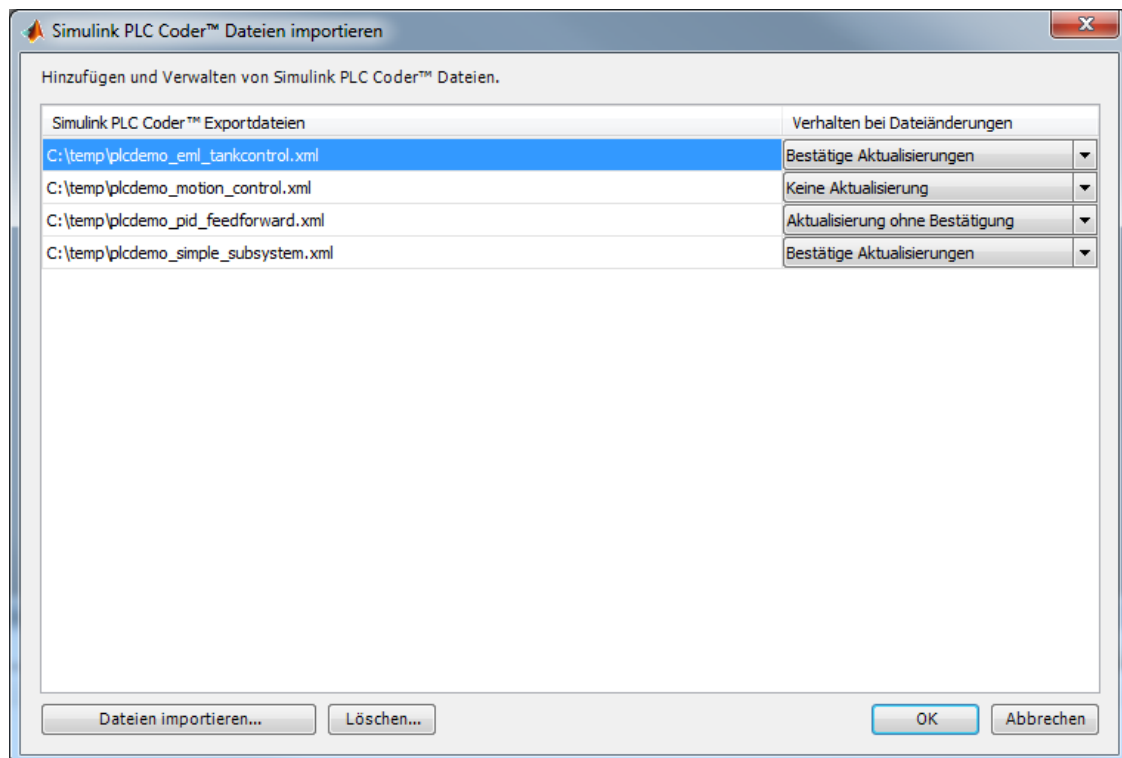 Simulink PLC Coder™ Dateien importieren
Hinzufügen und Verwalten von Simulink PLC Coder™ Dateien.
Simulink PLC Coder™ Exportdateien Verhalten bei Dateiänderungen
C:\temp\plcdemo_eml_tankcontrol.xml Bestätige Aktualisierungen
C:\temp\plcdemo_motion_control.xml Keine Aktualisierung
C:\temp\plcdemo_pid_feedforward.xml Aktualisierung ohne Bestätigung
C:\temp\plcdemo_simple_subsystem.xml Bestätige Aktualisierungen
Dateien importieren... Löschen... OK Abbrechen